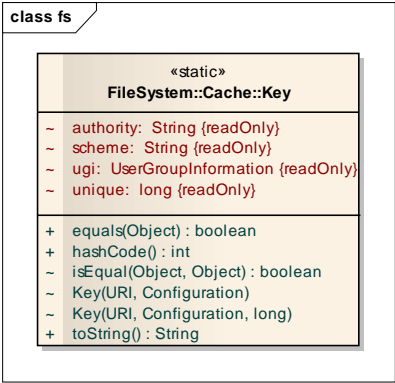 class fs
«static»
FileSystem::Cache::Key
~ authority: String {readOnly}
~ scheme: String {readOnly}
~ ugi: UserGroupInformation {readOnly}
~ unique: long {readOnly}
+ equals(Object) : boolean
+ hashCode() : int
~ isEqual(Object, Object) : boolean
~ Key(URI, Configuration)
~ Key(URI, Configuration, long)
+ toString() : String